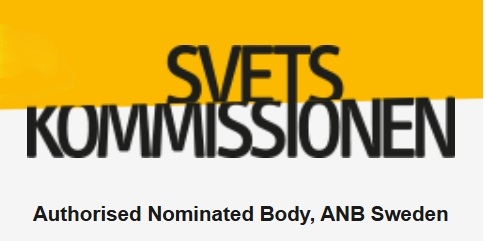 SVETS
KOMMISSIONEN
Authorised Nominated Body, ANB Sweden